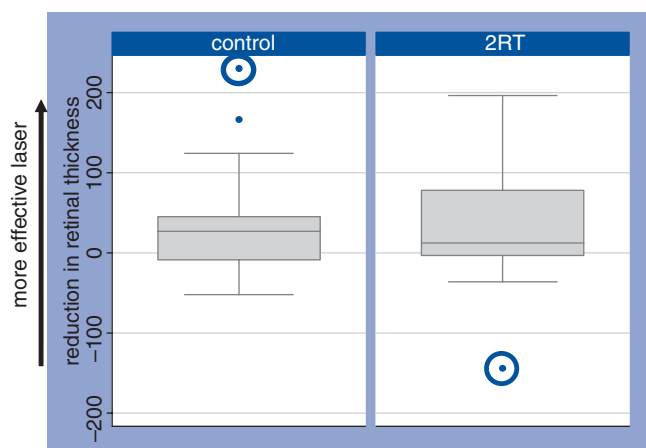 control
2RT
more effective laser
reduction in retinal thickness
200
100
0
−100
−200